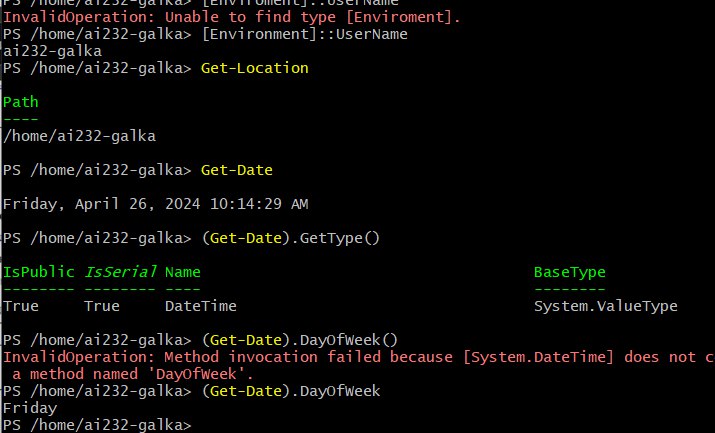 PS /home/ai232-galka> [Enviroment]::UserName
InvalidOperation: Unable to find type [Enviroment].
PS /home/ai232-galka> [Environment]::UserName
ai232-galka
PS /home/ai232-galka> Get-Location
Path
----
/home/ai232-galka
PS /home/ai232-galka> Get-Date
Friday, April 26, 2024 10:14:29 AM
PS /home/ai232-galka> (Get-Date).GetType()
IsPublic IsSerial Name BaseType
-------- -------- ---- --------
True True DateTime System.ValueType
PS /home/ai232-galka> (Get-Date).DayOfWeek()
InvalidOperation: Method invocation failed because [System.DateTime] does not c
a method named 'DayOfWeek'.
PS /home/ai232-galka> (Get-Date).DayOfWeek
Friday
PS /home/ai232-galka>